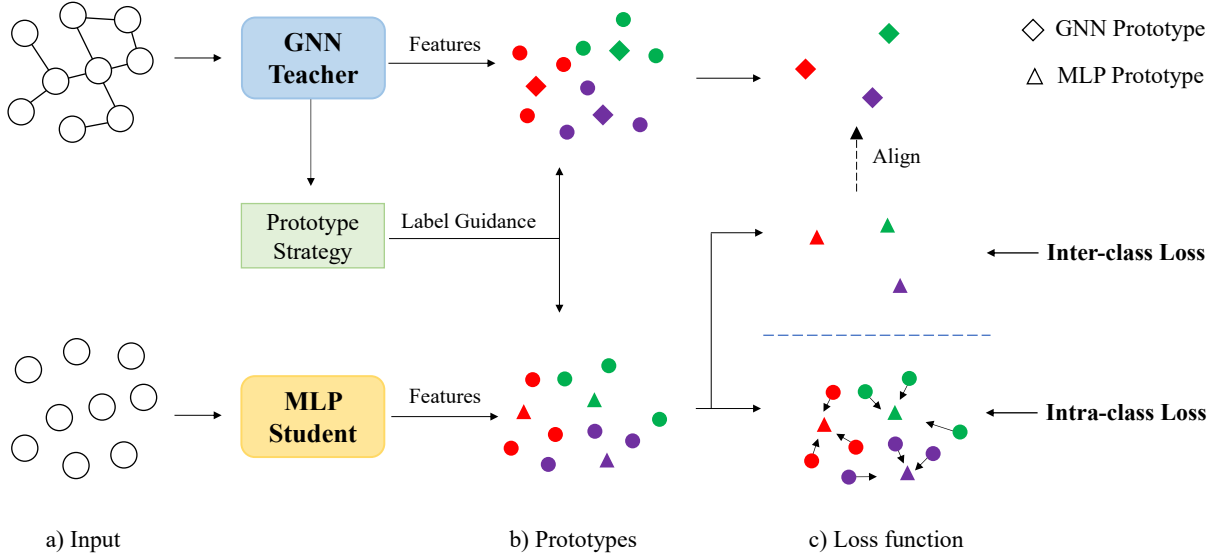 GNN
Teacher
Features
GNN Prototype
MLP Prototype
Align
Prototype
Strategy
Label Guidance
Inter-class Loss
MLP
Student
Features
Intra-class Loss
a) Input
b) Prototypes
c) Loss function